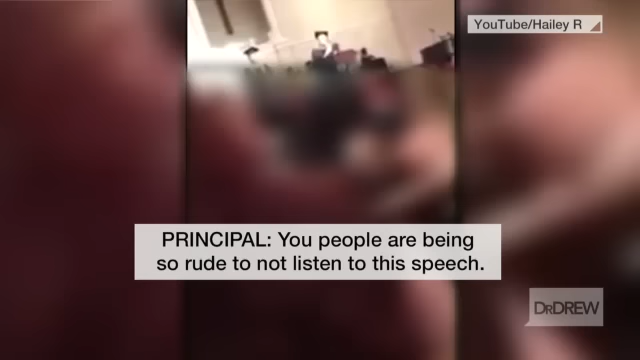 YouTube/Hailey R
PRINCIPAL: You people are being
so rude to not listen to this speech.
DRDREW